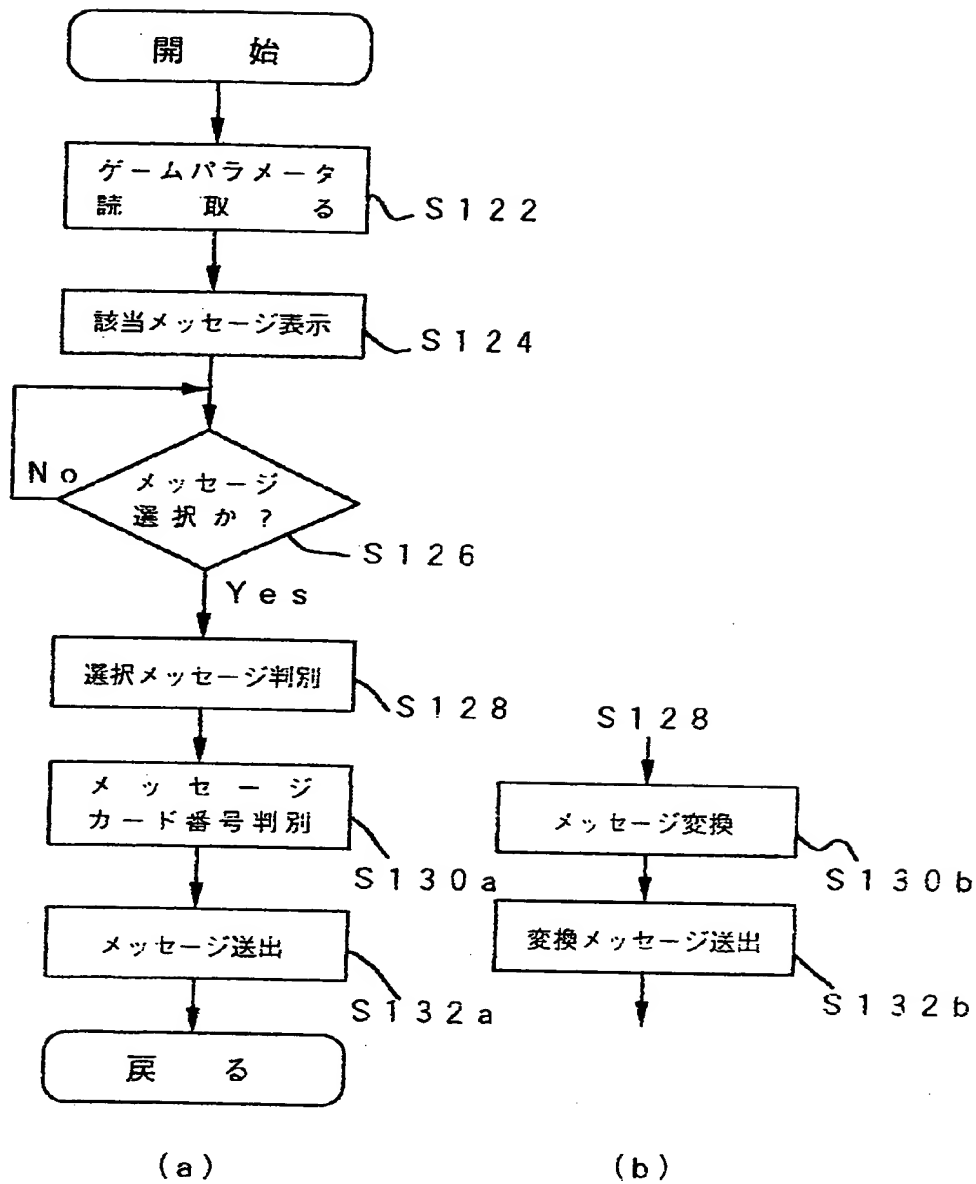 開始
ゲームパラメータ
読取る
S122
該当メッセージ表示
S124
No
メッセージ
選択か?
S126
Yes
選択メッセージ判別
S128
メッセージ
カード番号判別
S130a
メッセージ送出
S132a
戻る
(a)
S128
メッセージ変換
S130b
変換メッセージ送出
S132b
(b)